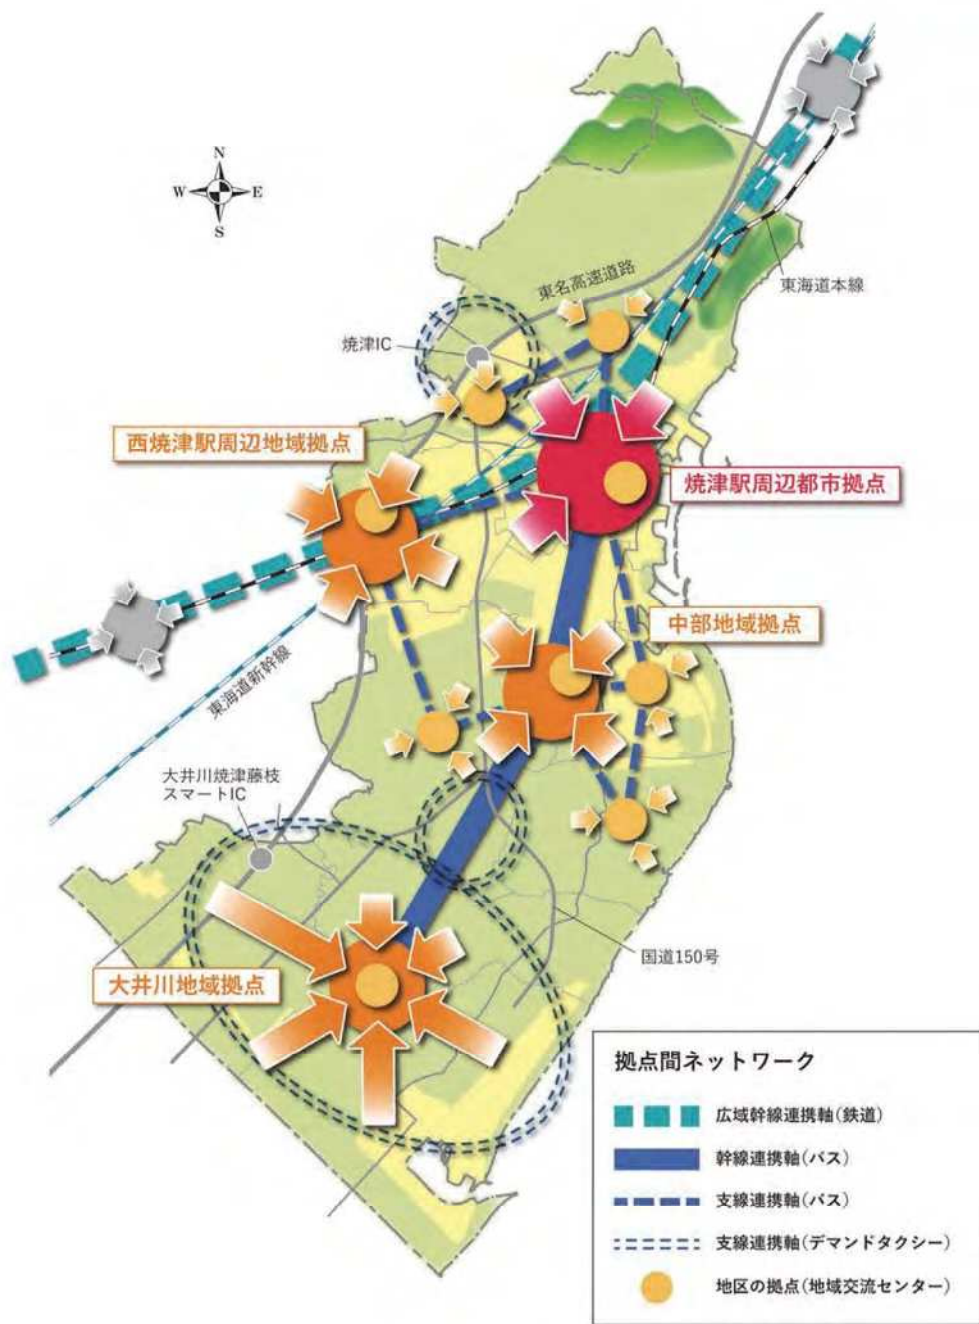 N
W
E
S
東海道本線
東名高速道路
焼津IC
西焼津駅周辺地域拠点
焼津駅周辺都市拠点
中部地域拠点
東海道新幹線
大井川焼津藤枝
スマートIC
国道150号
大井川地域拠点
拠点間ネットワーク
広域幹線連携軸(鉄道)
幹線連携軸(バス)
支線連携軸(バス)
支線連携軸(デマンドタクシー)
地区の拠点(地域交流センター)